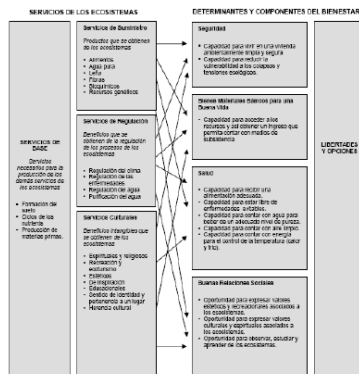 SERVICIOS DE LOS ECOSISTEMAS
DETERMINANTES Y COMPONENTES DEL BIENESTAR
SERVICIOS DE
BASE
Servicios
necesarios para la
producción de los
demás servicios de
los ecosistemas
• Formación del
suelo
• Ciclos de los
nutrientes
• Producción de
materias primas.
Servicios de Suministro
Productos que se obtienen
de los ecosistemas
• Alimentos
• Agua pura
• Leña
• Fibras
• Bioquímicos
• Recursos genéticos
Servicios de Regulación
Beneficios que se
obtienen de la regulación
de los procesos de los
ecosistemas
• Regulación del clima
• Regulación de las
enfermedades
• Regulación del agua
• Purificación del agua
Servicios Culturales
Beneficios intangibles que
se obtienen de los
ecosistemas
• Espirituales y religiosos
• Recreación y
ecoturismo
• Estéticos
• De inspiración
• Educacionales
• Sentido de identidad y
pertenencia a un lugar
• Herencia cultural
Seguridad
• Capacidad para vivir en una vivienda
ambientalmente limpia y segura
• Capacidad para reducir la
vulnerabilidad a los colapsos y
tensiones ecológicos.
Bienes Materiales Básicos para una
Buena Vida
• Capacidad para acceder a los
recursos y así obtener un ingreso que
permita contar con medios de
subsistencia
Salud
• Capacidad para recibir una
alimentación adecuada.
• Capacidad para estar libre de
enfermedades evitables.
• Capacidad para contar con agua para
beber de un adecuado nivel de pureza.
• Capacidad para contar con aire limpio
• Capacidad para contar con energía
para el control de la temperatura (calor
y frío).
Buenas Relaciones Sociales
• Oportunidad para expresar valores
estéticos y recreacionales asociados a
los ecosistemas.
• Oportunidad para expresar valores
culturales y espirituales asociados a
los ecosistemas.
• Oportunidad para observar, estudiar y
aprender de los ecosistemas.
LIBERTADES
Y OPCIONES